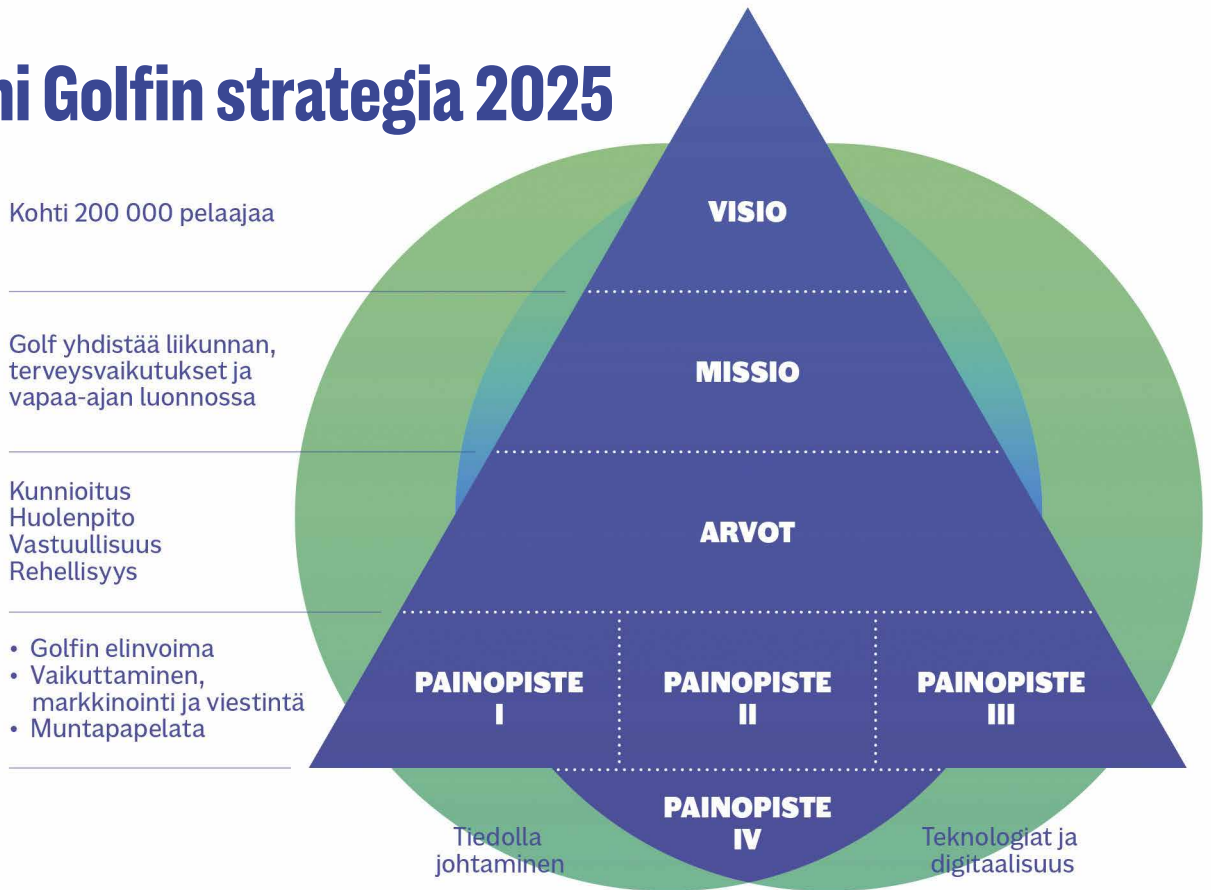 ni Golfin strategia 2025
Kohti 200 000 pelaajaa
VISIO
Golf yhdistää liikunnan,
terveysvaikutukset ja
vapaa-ajan luonnossa
MISSIO
Kunnioitus
Huolenpito
Vastuullisuus
Rehellisyys
ARVOT
• Golfin elinvoima
• Vaikuttaminen,
markkinointi ja viestintä
• Muntapapelata
PAINOPISTE
I
PAINOPISTE
II
PAINOPISTE
III
PAINOPISTE
IV
Tiedolla
johtaminen
Teknologiat ja
digitaalisuus